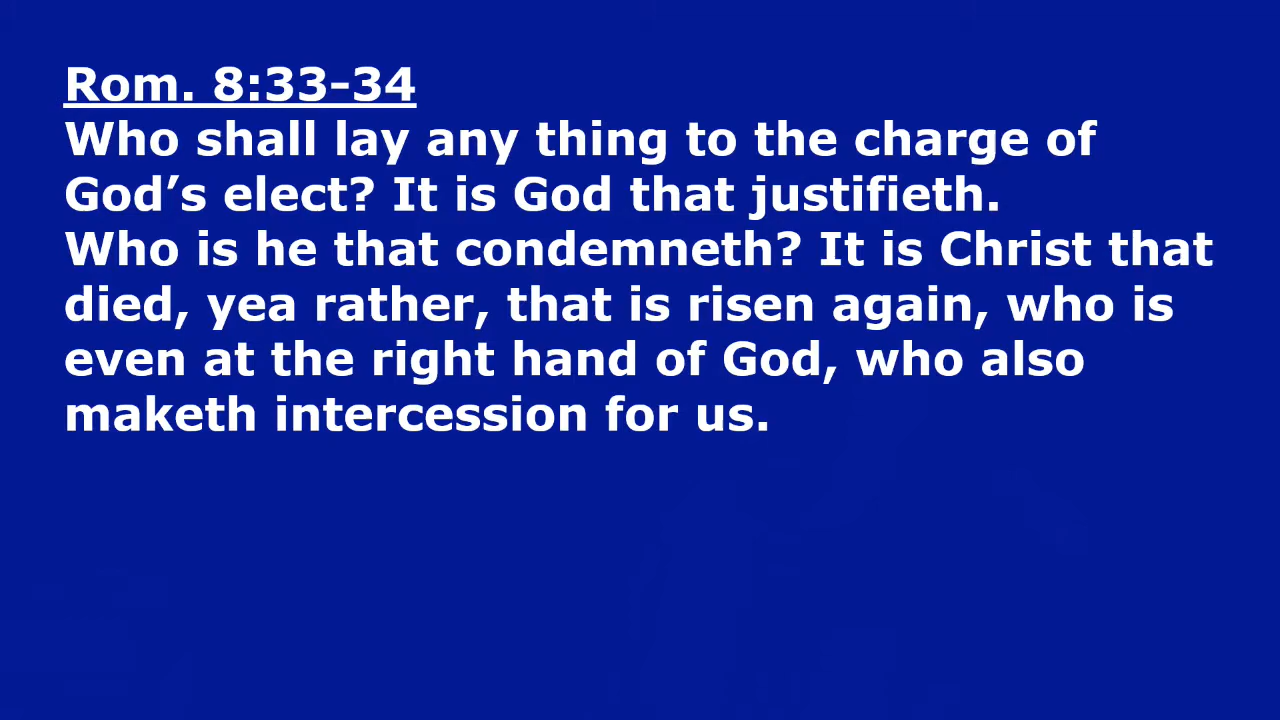 Rom. 8:33-34
Who shall lay any thing to the charge of
God’s elect? It is God that justifieth.
Who is he that condemneth? It is Christ that
died, yea rather, that is risen again, who is
even at the right hand of God, who also
maketh intercession for us.